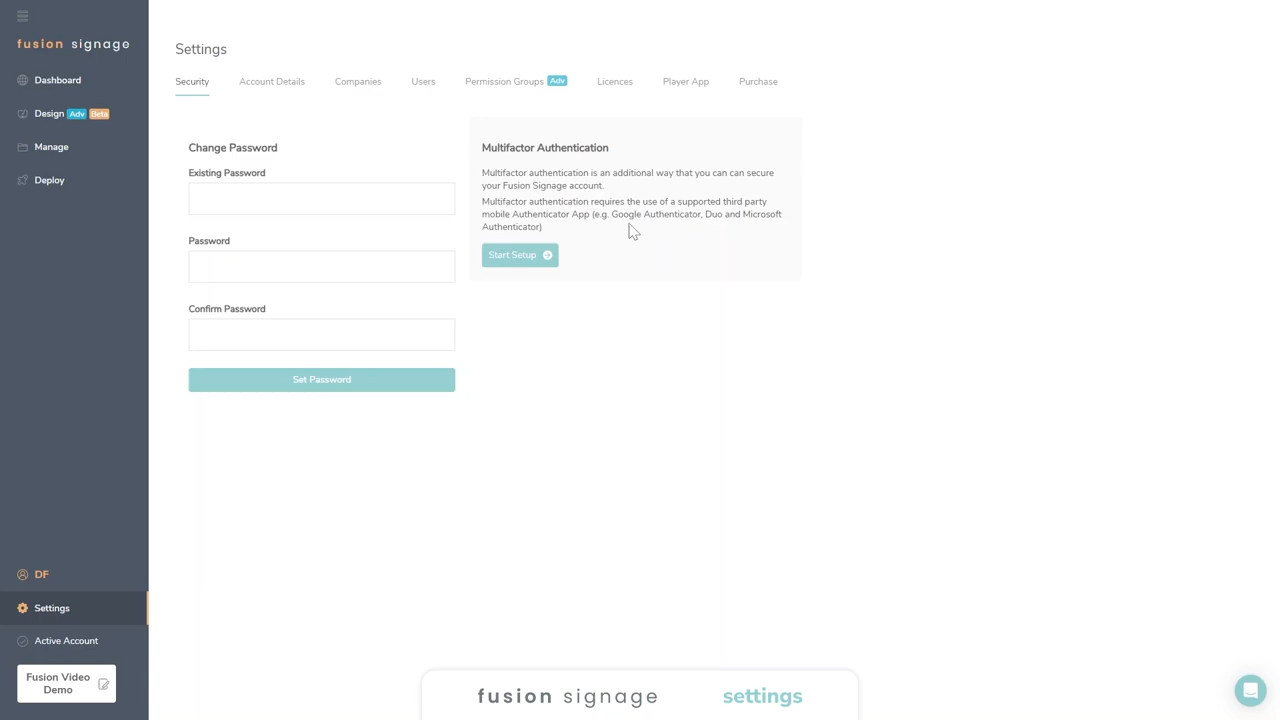 fusion signage
Dashboard
Design Adv Beta
Manage
Deploy
DF
Settings
Active Account
Fusion Video
Demo
Settings
Security Account Details Companies Users Permission Groups Adv Licences Player App Purchase
Change Password
Existing Password
Password
Confirm Password
Set Password
Multifactor Authentication
Multifactor authentication is an additional way that you can can secure
your Fusion Signage account.
Multifactor authentication requires the use of a supported third party
mobile Authenticator App (e.g. Google Authenticator, Duo and Microsoft
Authenticator)
Start Setup
fusion signage settings